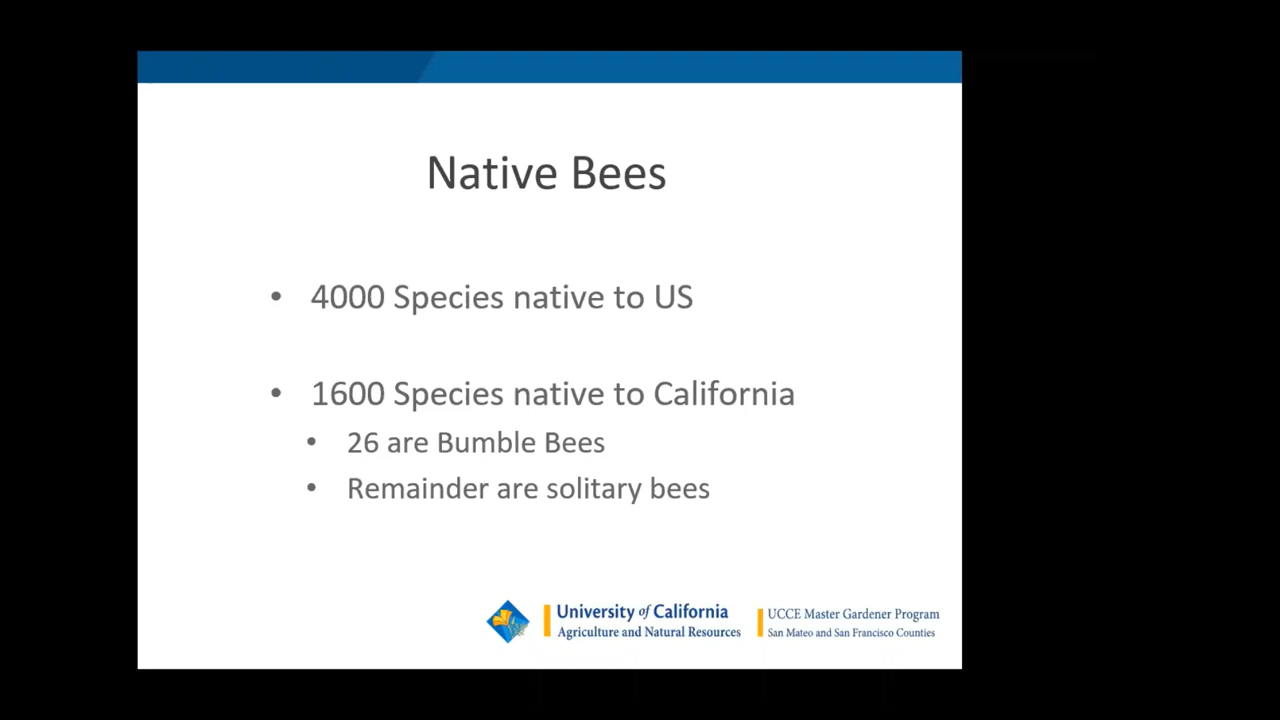 Native Bees
• 4000 Species native to US
• 1600 Species native to California
• 26 are Bumble Bees
• Remainder are solitary bees
University of California
Agriculture and Natural Resources
UCCE Master Gardener Program
San Mateo and San Francisco Counties